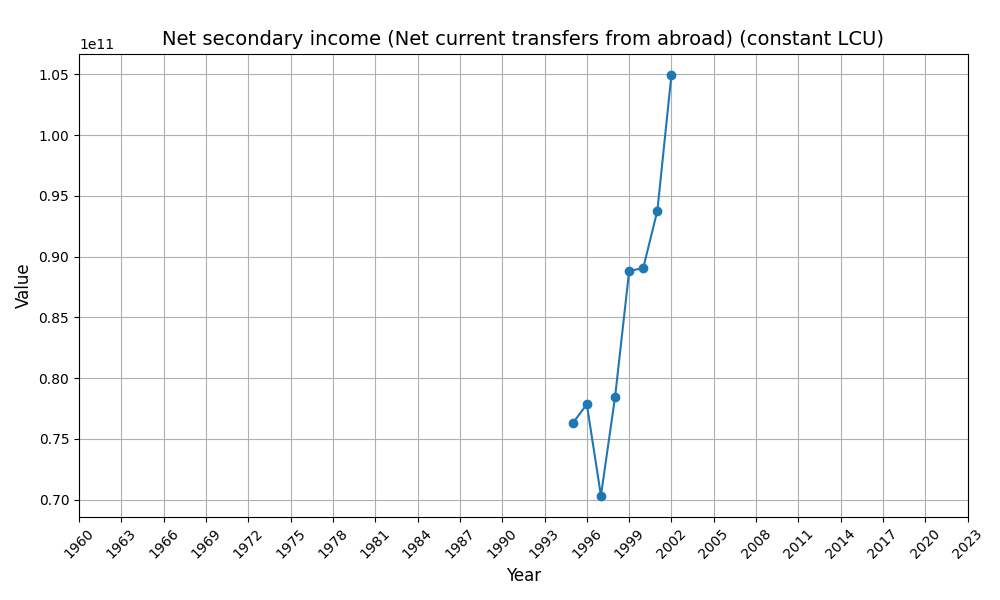 Net secondary income (Net current transfers from abroad) (constant LCU)
1e11
1.05
1.00
0.95
0.90
0.85
0.80
0.75
0.70
Value
1960 1963 1966 1969 1972 1975 1978 1981 1984 1987 1990 1993 1996 1999 2002 2005 2008 2011 2014 2017 2020 2023
Year